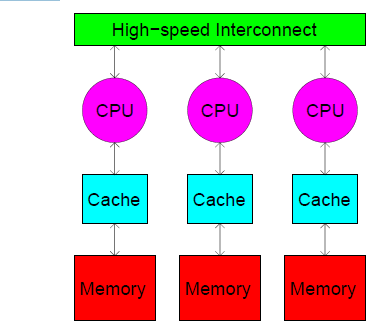 High-speed Interconnect
CPU CPU CPU
Cache Cache Cache
Memory Memory Memory